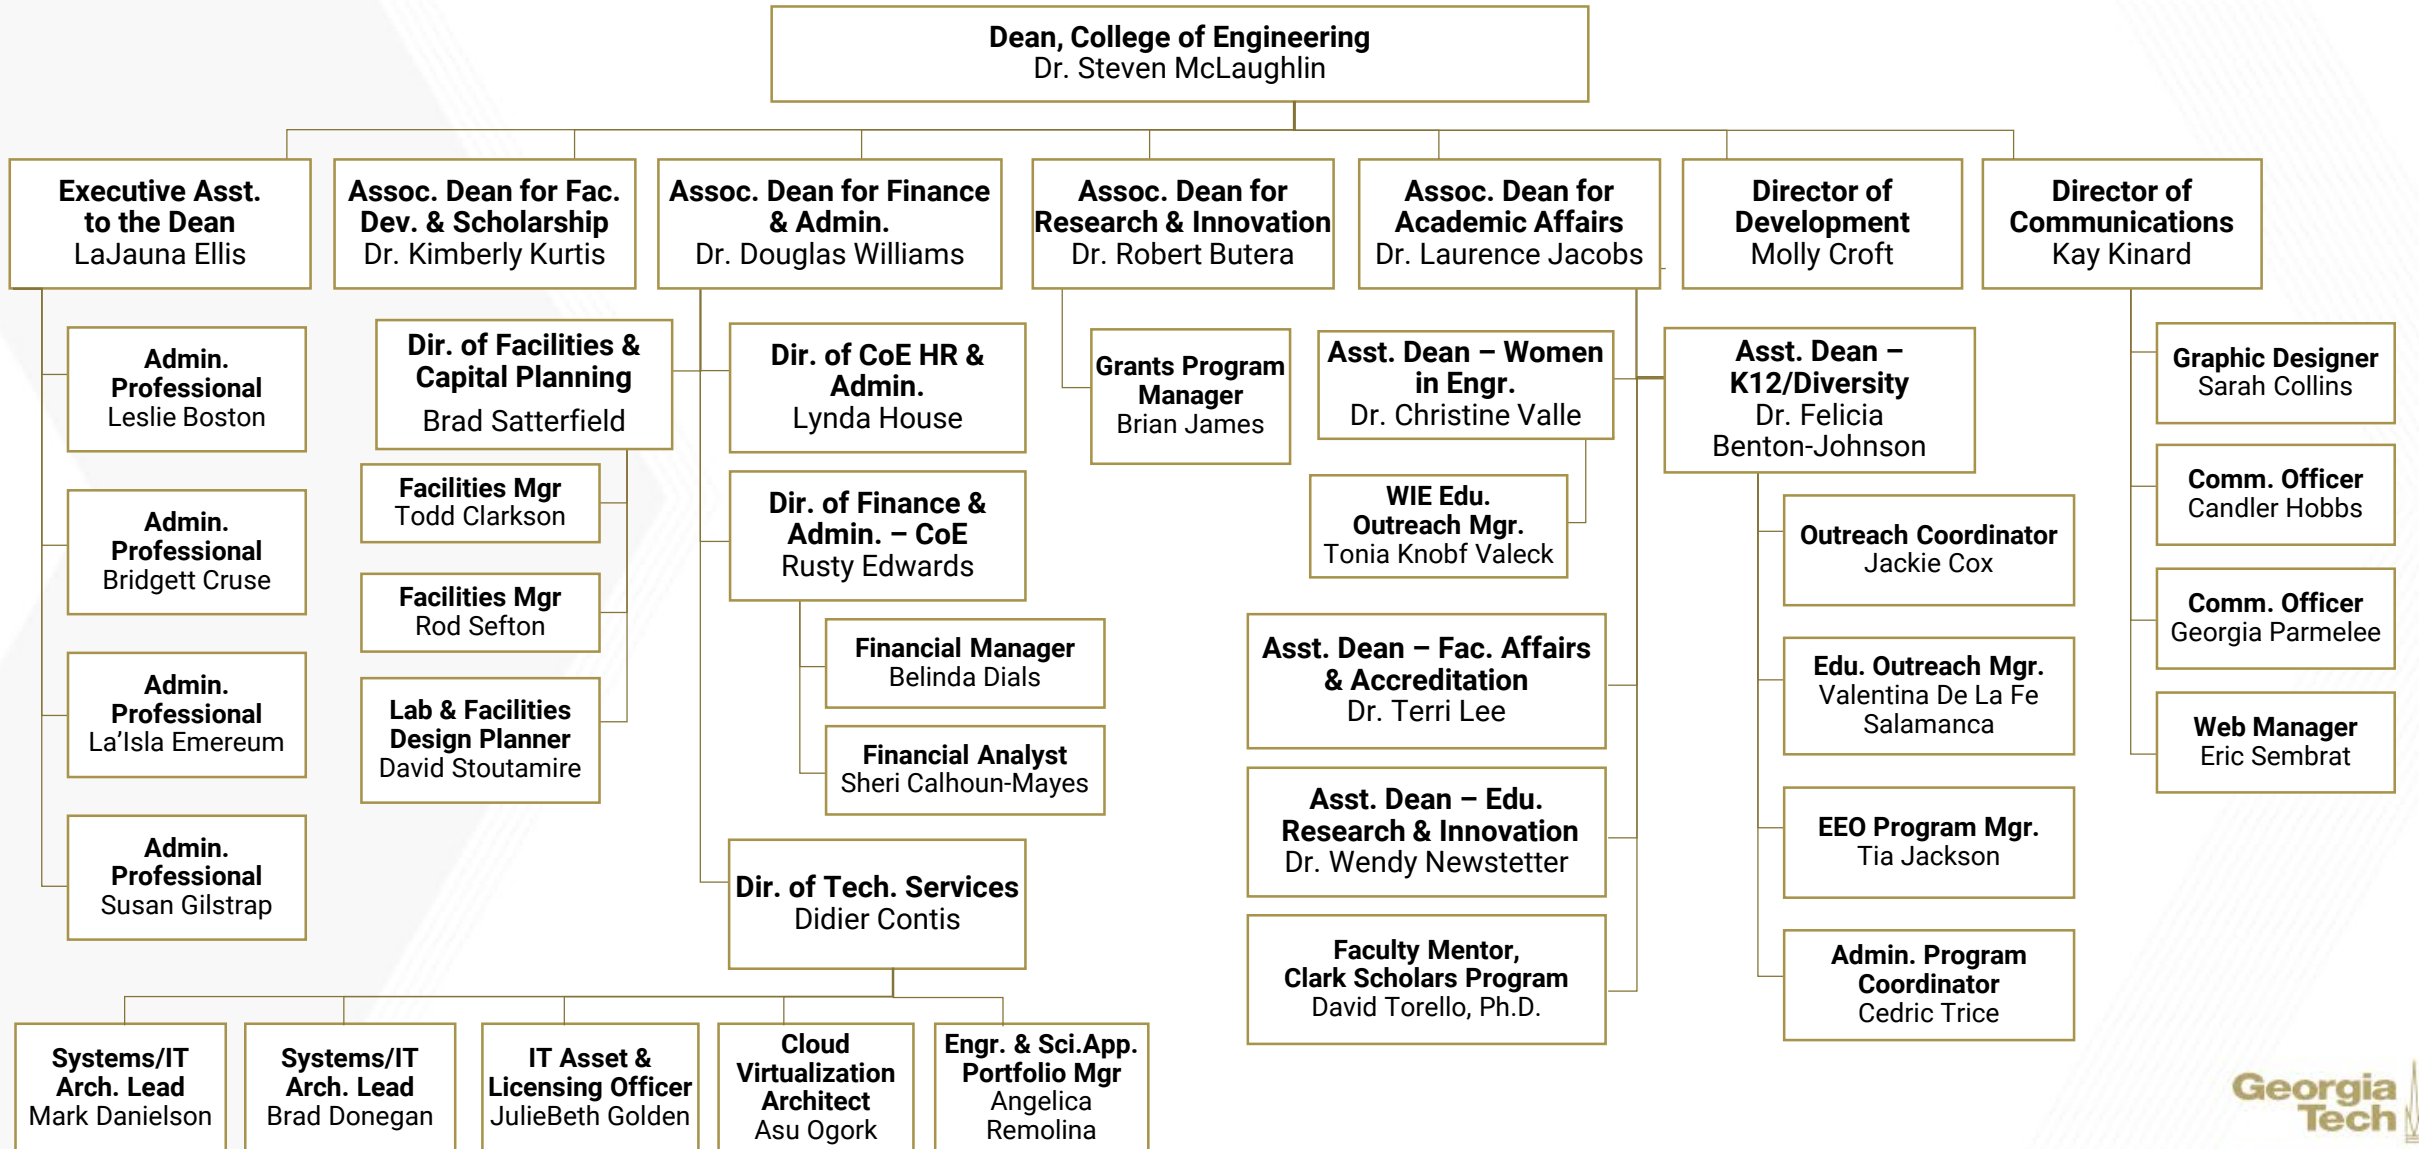 Dean, College of Engineering
Dr. Steven McLaughlin
Executive Asst.
to the Dean
LaJauna Ellis
Assoc. Dean for Fac.
Dev. & Scholarship
Dr. Kimberly Kurtis
Assoc. Dean for Finance
& Admin.
Dr. Douglas Williams
Assoc. Dean for
Research & Innovation
Dr. Robert Butera
Assoc. Dean for
Academic Affairs
Dr. Laurence Jacobs
Director of
Development
Molly Croft
Director of
Communications
Kay Kinard
Admin.
Professional
Leslie Boston
Admin.
Professional
Bridgett Cruse
Admin.
Professional
La’Isla Emereum
Admin.
Professional
Susan Gilstrap
Dir. of Facilities &
Capital Planning
Brad Satterfield
Facilities Mgr
Todd Clarkson
Facilities Mgr
Rod Sefton
Lab & Facilities
Design Planner
David Stoutamire
Dir. of CoE HR &
Admin.
Lynda House
Dir. of Finance &
Admin. – CoE
Rusty Edwards
Financial Manager
Belinda Dials
Financial Analyst
Sheri Calhoun-Mayes
Dir. of Tech. Services
Didier Contis
Systems/IT
Arch. Lead
Mark Danielson
Systems/IT
Arch. Lead
Brad Donegan
IT Asset &
Licensing Officer
JulieBeth Golden
Cloud
Virtualization
Architect
Asu Ogork
Engr. & Sci.App.
Portfolio Mgr
Angelica
Remolina
Grants Program
Manager
Brian James
Asst. Dean – Women
in Engr.
Dr. Christine Valle
WIE Edu.
Outreach Mgr.
Tonia Knobf Valeck
Asst. Dean – Fac. Affairs
& Accreditation
Dr. Terri Lee
Asst. Dean – Edu.
Research & Innovation
Dr. Wendy Newstetter
Faculty Mentor,
Clark Scholars Program
David Torello, Ph.D.
Asst. Dean –
K12/Diversity
Dr. Felicia
Benton-Johnson
Outreach Coordinator
Jackie Cox
Edu. Outreach Mgr.
Valentina De La Fe
Salamanca
EEO Program Mgr.
Tia Jackson
Admin. Program
Coordinator
Cedric Trice
Graphic Designer
Sarah Collins
Comm. Officer
Candler Hobbs
Comm. Officer
Georgia Parmelee
Web Manager
Eric Sembrat
Georgia
Tech